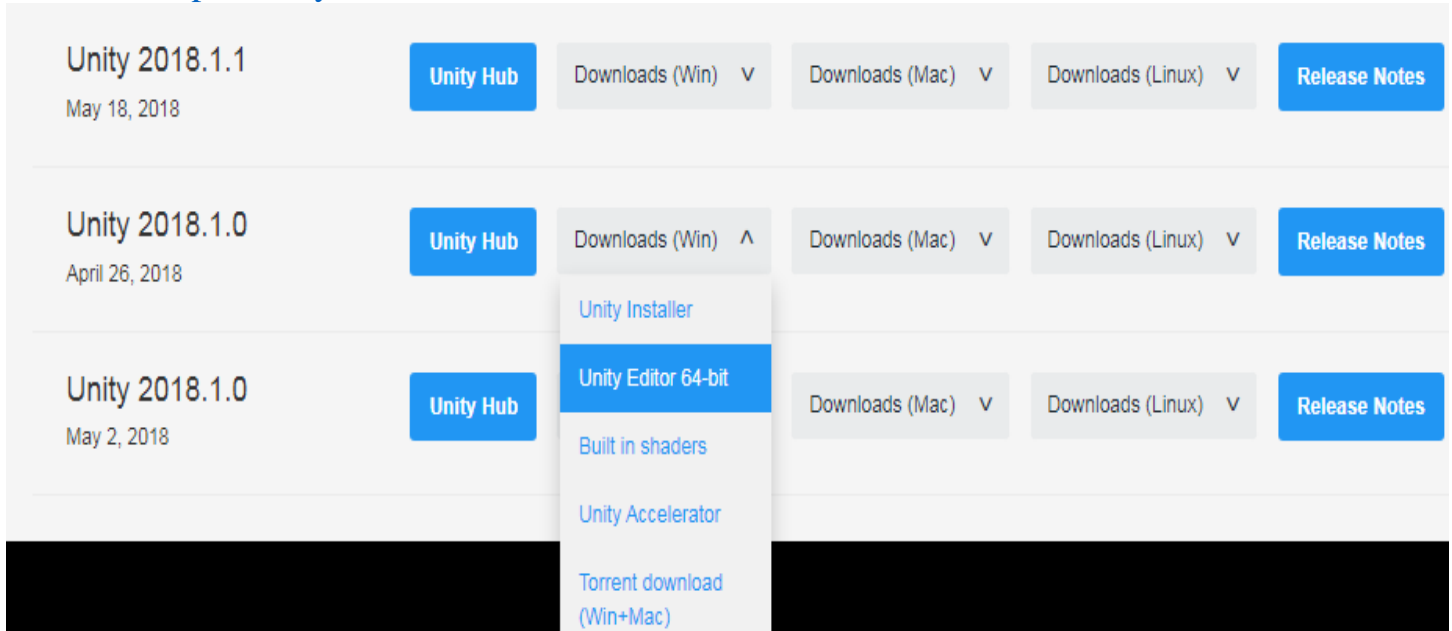 Unity 2018.1.1
May 18, 2018
Unity Hub
Downloads (Win) V
Downloads (Mac) V
Downloads (Linux) V
Release Notes
Unity 2018.1.0
April 26, 2018
Unity Hub
Downloads (Win) ʌ
Downloads (Mac) V
Downloads (Linux) V
Release Notes
Unity Installer
Unity Editor 64-bit
Built in shaders
Unity Accelerator
Torrent download
(Win+Mac)
Unity 2018.1.0
May 2, 2018
Unity Hub
Downloads (Mac) V
Downloads (Linux) V
Release Notes